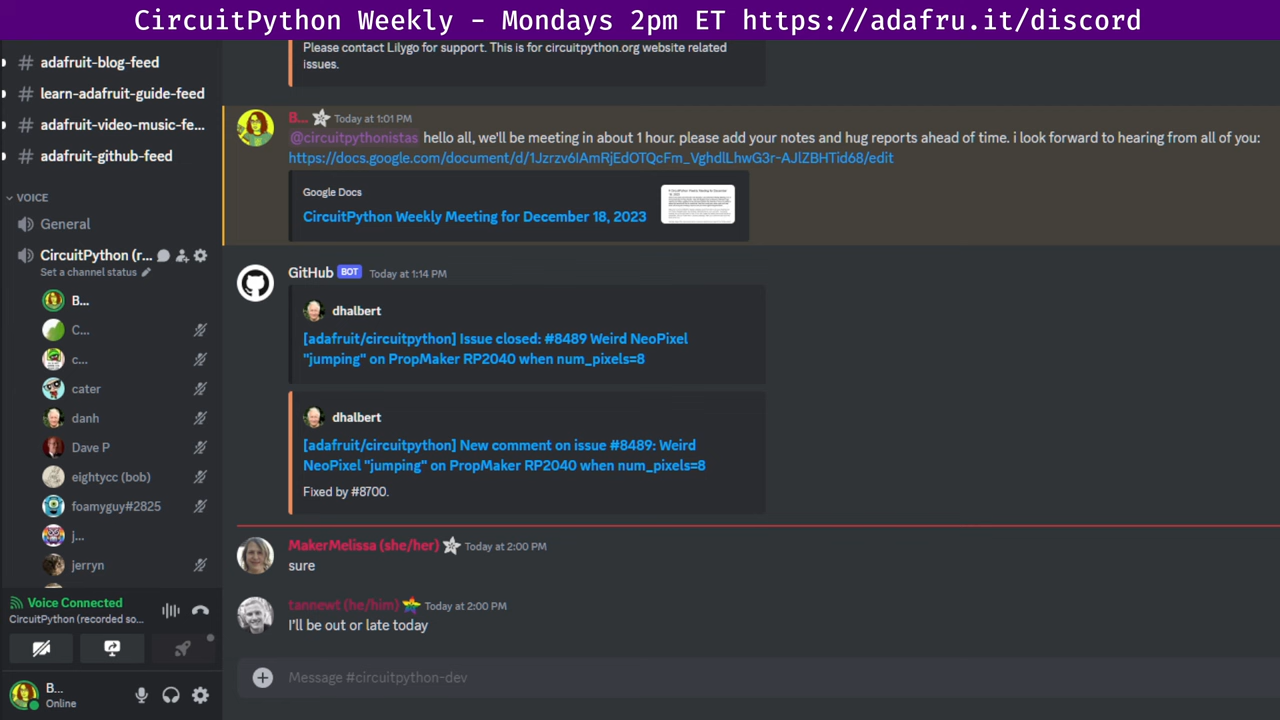 CircuitPython Weekly - Mondays 2pm ET https://adafru.it/discord
# adafruit-blog-feed
# learn-adafruit-guide-feed
# adafruit-video-music-fe...
# adafruit-github-feed
VOICE
General
CircuitPython (r...
Set a channel status
B...
C...
c...
cater
danh
Dave P
eightycc (bob)
foamyguy#2825
j...
jerryn
Voice Connected
CircuitPython (recorded so...
B...
Online
Please contact Lilygo for support. This is for circuitpython.org website related
issues.
B... Today at 1:01 PM
@circuitpythonistas hello all, we'll be meeting in about 1 hour. please add your notes and hug reports ahead of time. i look forward to hearing from all of you:
https://docs.google.com/document/d/1Jzrzv6IAmRjEdOTQcFm_VghdlLhwG3r-AJlZBHTid68/edit
Google Docs
CircuitPython Weekly Meeting for December 18, 2023
GitHub BOT Today at 1:14 PM
dhalbert
[adafruit/circuitpython] Issue closed: #8489 Weird NeoPixel
"jumping" on PropMaker RP2040 when num_pixels=8
dhalbert
[adafruit/circuitpython] New comment on issue #8489: Weird
NeoPixel "jumping" on PropMaker RP2040 when num_pixels=8
Fixed by #8700.
MakerMelissa (she/her) Today at 2:00 PM
sure
tannewt (he/him) Today at 2:00 PM
I'll be out or late today
Message #circuitpython-dev